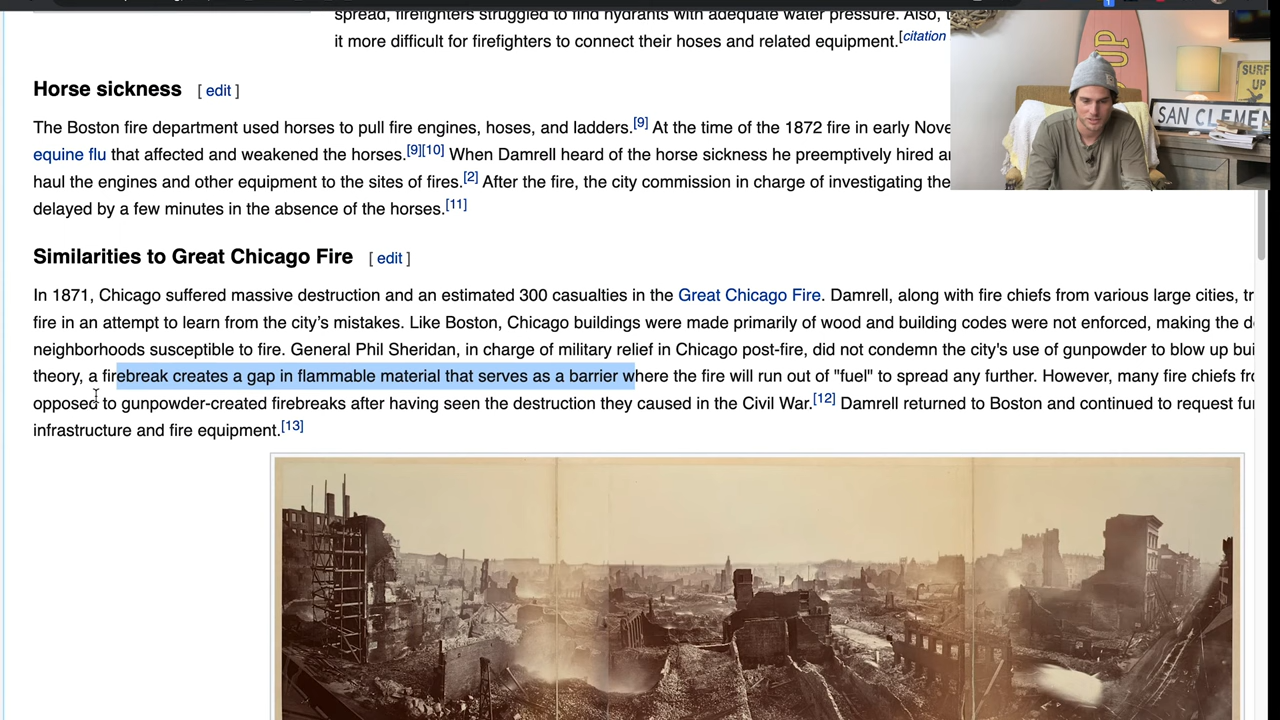 spread, firefighters struggled to find hydrants with adequate water pressure. Also,
it more difficult for firefighters to connect their hoses and related equipment.[citation
Horse sickness [ edit ]
The Boston fire department used horses to pull fire engines, hoses, and ladders.[9] At the time of the 1872 fire in early Nove
equine flu that affected and weakened the horses.[9][10] When Damrell heard of the horse sickness he preemptively hired
haul the engines and other equipment to the sites of fires.[2] After the fire, the city commission in charge of investigating the
delayed by a few minutes in the absence of the horses.[11]
Similarities to Great Chicago Fire [ edit ]
In 1871, Chicago suffered massive destruction and an estimated 300 casualties in the Great Chicago Fire. Damrell, along with fire chiefs from various large cities, tr
fire in an attempt to learn from the city's mistakes. Like Boston, Chicago buildings were made primarily of wood and building codes were not enforced, making the
neighborhoods susceptible to fire. General Phil Sheridan, in charge of military relief in Chicago post-fire, did not condemn the city's use of gunpowder to blow up bui
theory, a firebreak creates a gap in flammable material that serves as a barrier where the fire will run out of "fuel" to spread any further. However, many fire chiefs fro
opposed to gunpowder-created firebreaks after having seen the destruction they caused in the Civil War.[12] Damrell returned to Boston and continued to request fu
infrastructure and fire equipment.[13]
UP
SURF
UP
SAN CLEMEN